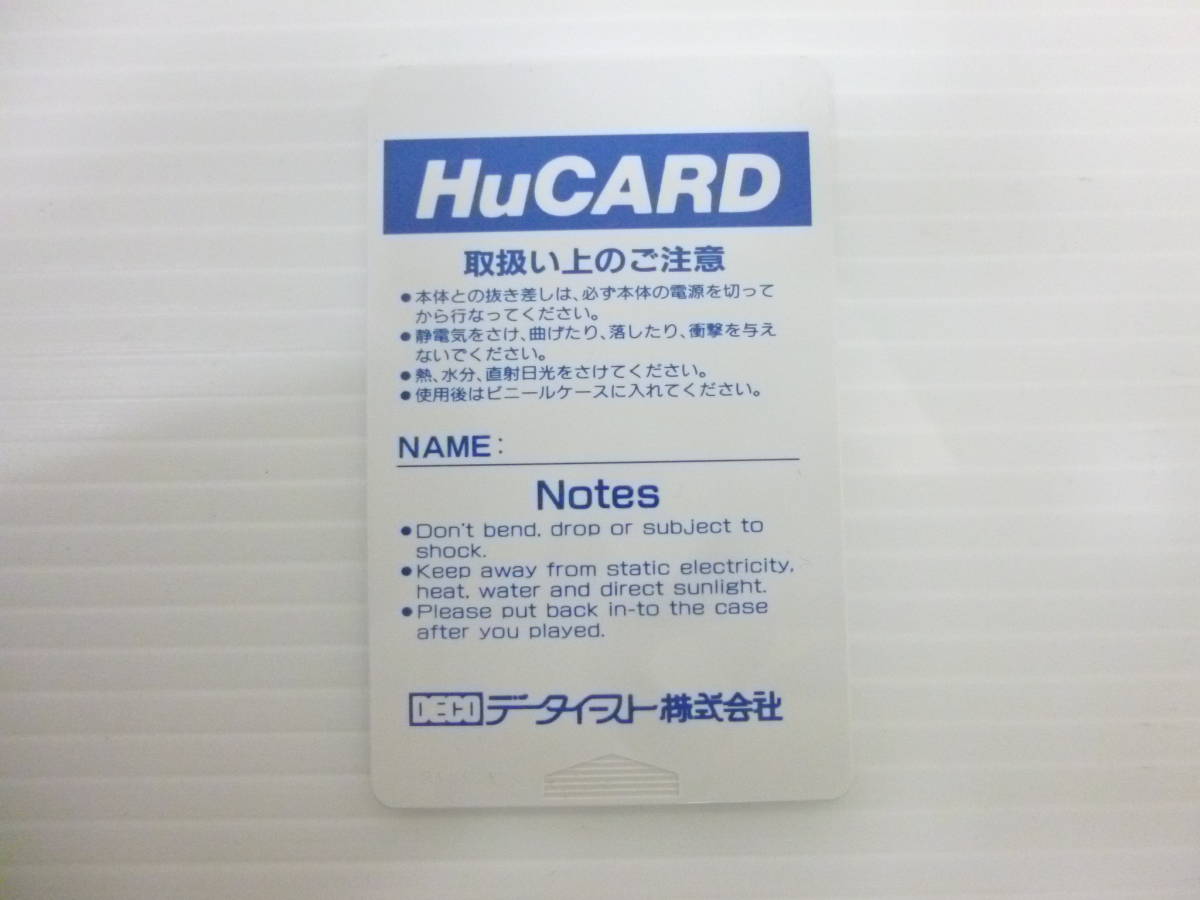 HuCARD
取扱い上のご注意
●本体との抜き差しは、必ず本体の電源を切って
から行なってください。
●静電気をさけ、曲げたり、落したり、衝撃を与え
ないでください。
●熱、水分、直射日光をさけてください。
●使用後はビニールケースに入れてください。
NAME:
Notes
●Don't bend, drop or subject to
shock.
●Keep away from static electricity,
heat, water and direct sunlight.
●Please put back in-to the case
after you played.
DECO データイースト株式会社